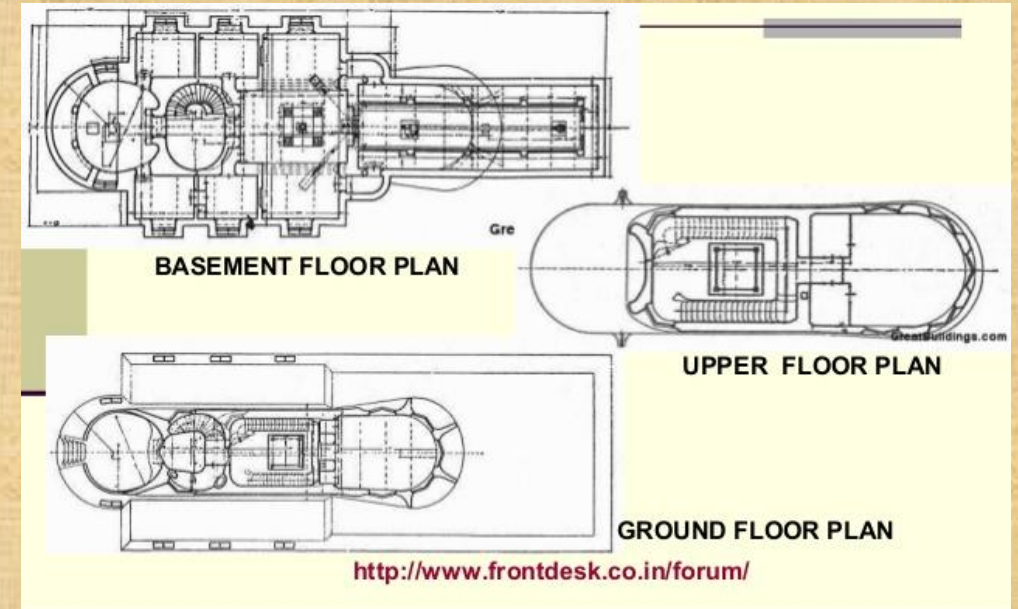 Gre
BASEMENT FLOOR PLAN
GreatBuildings.com
UPPER FLOOR PLAN
GROUND FLOOR PLAN
http://www.frontdesk.co.in/forum/